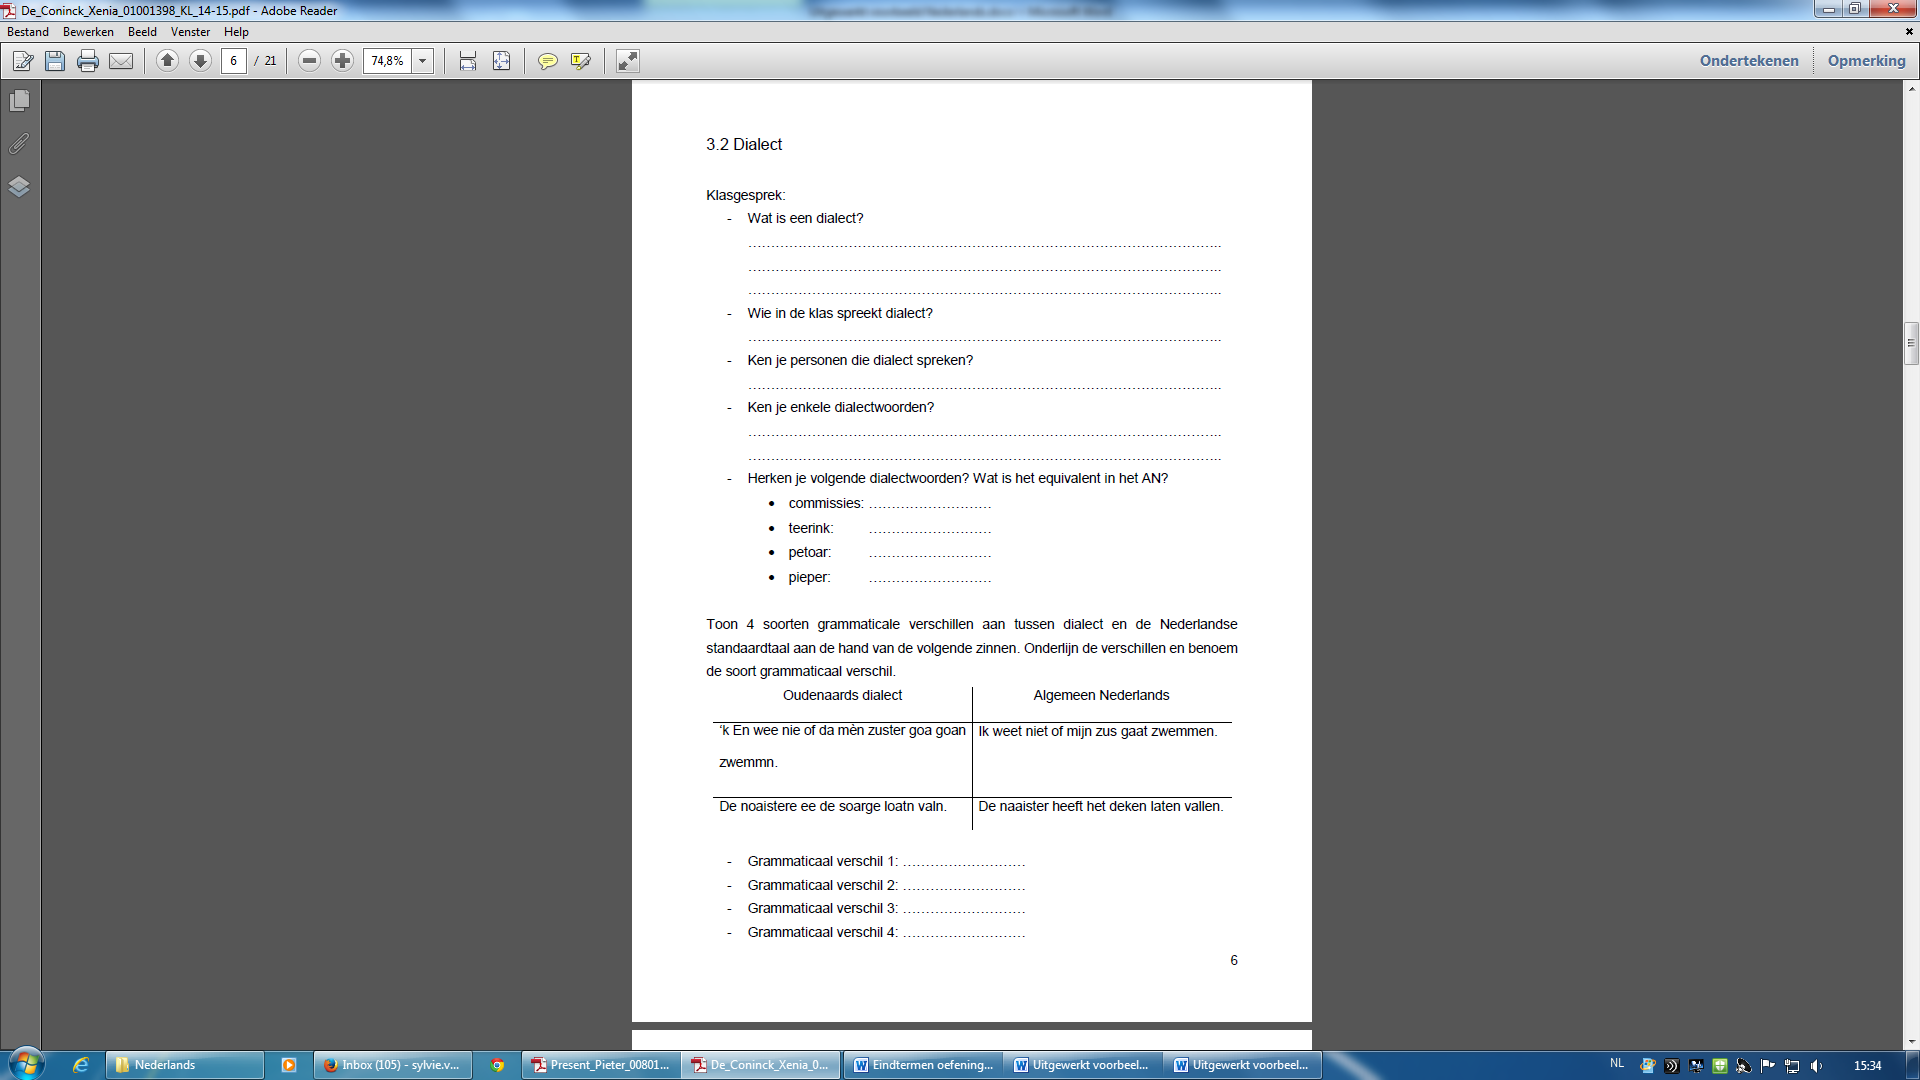 De_Coninck_Xenia_01001398_KL_14-15.pdf - Adobe Reader
Bestand Bewerken Beeld Venster Help
6 / 21 74,8% Ondertekenen Opmerking
3.2 Dialect
Klasgesprek:
- Wat is een dialect?
…………………………………………………………………………………………..
…………………………………………………………………………………………..
…………………………………………………………………………………………..
- Wie in de klas spreekt dialect?
…………………………………………………………………………………………..
- Ken je personen die dialect spreken?
…………………………………………………………………………………………..
- Ken je enkele dialectwoorden?
…………………………………………………………………………………………..
…………………………………………………………………………………………..
- Herken je volgende dialectwoorden? Wat is het equivalent in het AN?
• commissies: ………………………
• teerink: ………………………
• petoar: ………………………
• pieper: ………………………
Toon 4 soorten grammaticale verschillen aan tussen dialect en de Nederlandse
standaardtaal aan de hand van de volgende zinnen. Onderlijn de verschillen en benoem
de soort grammaticaal verschil.
Oudenaards dialect Algemeen Nederlands
‘k En wee nie of da mèn zuster goa goan Ik weet niet of mijn zus gaat zwemmen.
zwemmn.
De noaistere ee de soarge loatn valn. De naaister heeft het deken laten vallen.
- Grammaticaal verschil 1: ………………………
- Grammaticaal verschil 2: ………………………
- Grammaticaal verschil 3: ………………………
- Grammaticaal verschil 4: ………………………
6
Nederlands Inbox (105) - sylvie.v... Present_Pieter_00801... De_Coninck_Xenia_0... Eindtermen oefening... Uitgewerkt voorbeel... Uitgewerkt voorbeel... NL 15:34